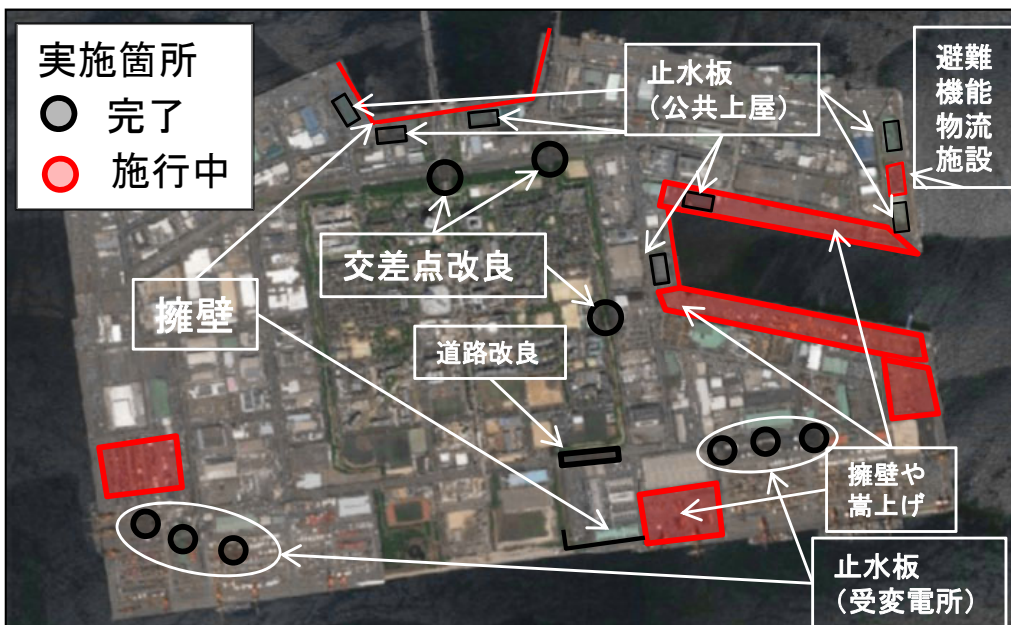 実施箇所
完了
施行中
止水板
（公共上屋）
避難
機能
物流
施設
交差点改良
擁壁
道路改良
擁壁や
嵩上げ
止水板
（受変電所）